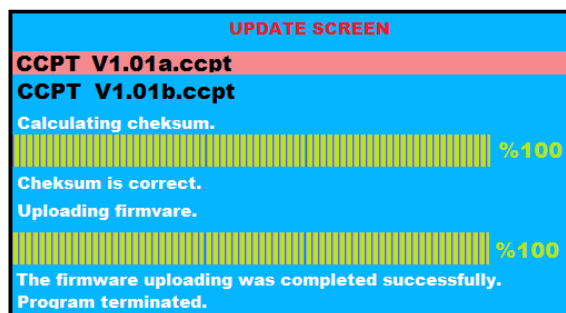 UPDATE SCREEN
CCPT V1.01a.ccpt
CCPT V1.01b.ccpt
Calculating cheksum.
%100
Cheksum is correct.
Uploading firmvare.
%100
The firmware uploading was completed successfully.
Program terminated.